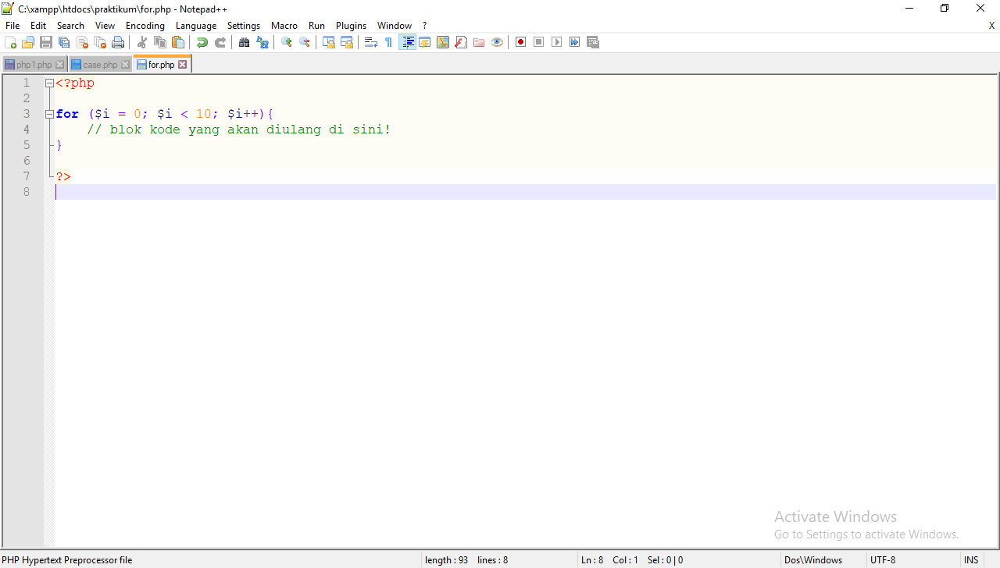 C:\xampp\htdocs\praktikum\for.php - Notepad++
File Edit Search View Encoding Language Settings Macro Run Plugins Window ? X
php1.php case.php for.php
1 <?php
2
3 for ($i = 0; $i < 10; $i++){
4 // blok kode yang akan diulang di sini!
5 }
6
7 ?>
8
Activate Windows
Go to Settings to activate Windows.
PHP Hypertext Preprocessor file length : 93 lines : 8 Ln : 8 Col : 1 Sel : 0 | 0 Dos\Windows UTF-8 INS